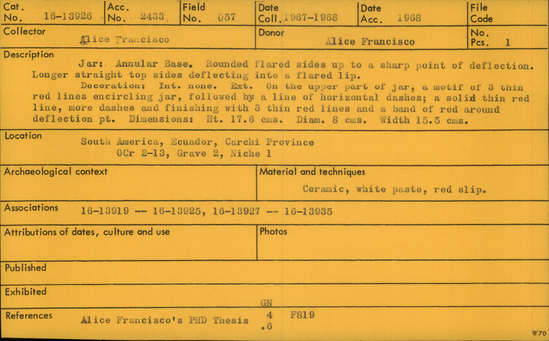 Cat. No. 16-13926 Acc. No. 2433 Field No. 657 Date Coll. 1967-1968 Date Acc. 1968 File Code
Collector Alice Francisco Donor Alice Francisco No. Pcs. 1
Description
Jar: Annular Base. Rounded flared sides up to a sharp point of deflection.
Longer straight top sides deflecting into a flared lip.
Decoration: Int. none. Ext. On the upper part of jar, a motif of 3 thin
red lines encircling jar, followed by a line of horizontal dashes; a solid thin red
line, more dashes and finishing with 3 thin red lines and a band of red around
deflection pt. Dimensions: Ht. 17.6 cms. Diam. 8 cms. Width 15.5 cms.
Location
South America, Ecuador, Carchi Province
OCr 2-13, Grave 2, Niche 1
Archaeological context Material and techniques
Ceramic, white paste, red slip.
Associations 16-13919 -- 16-13925, 16-13927 -- 16-13935
Attributions of dates, culture and use Photos
Published
Exhibited
GN
References Alice Francisco's PHD Thesis 4 F819
.6
9/70